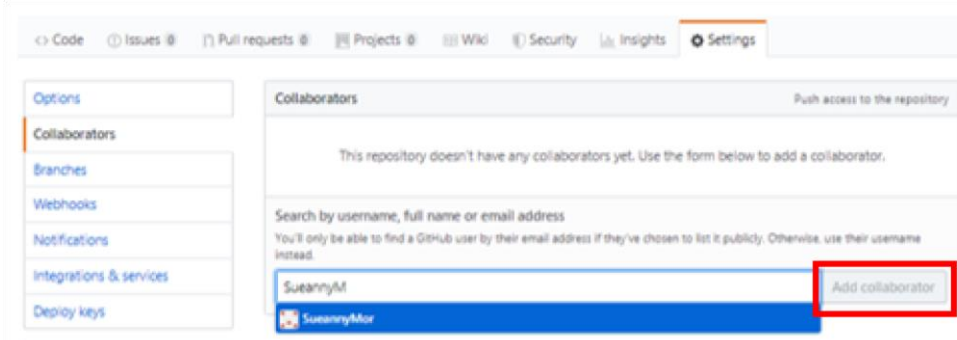 Code Issues 0 Pull requests 0 Projects 0 Wiki Security Insights Settings
Options
Collaborators
Branches
Webhooks
Notifications
Integrations & services
Deploy keys
Collaborators Push access to the repository
This repository doesn't have any collaborators yet. Use the form below to add a collaborator.
Search by username, full name or email address
You'll only be able to find a GitHub user by their email address if they've chosen to list it publicly. Otherwise, use their username
instead.
SueannyM Add collaborator
SueannyMor